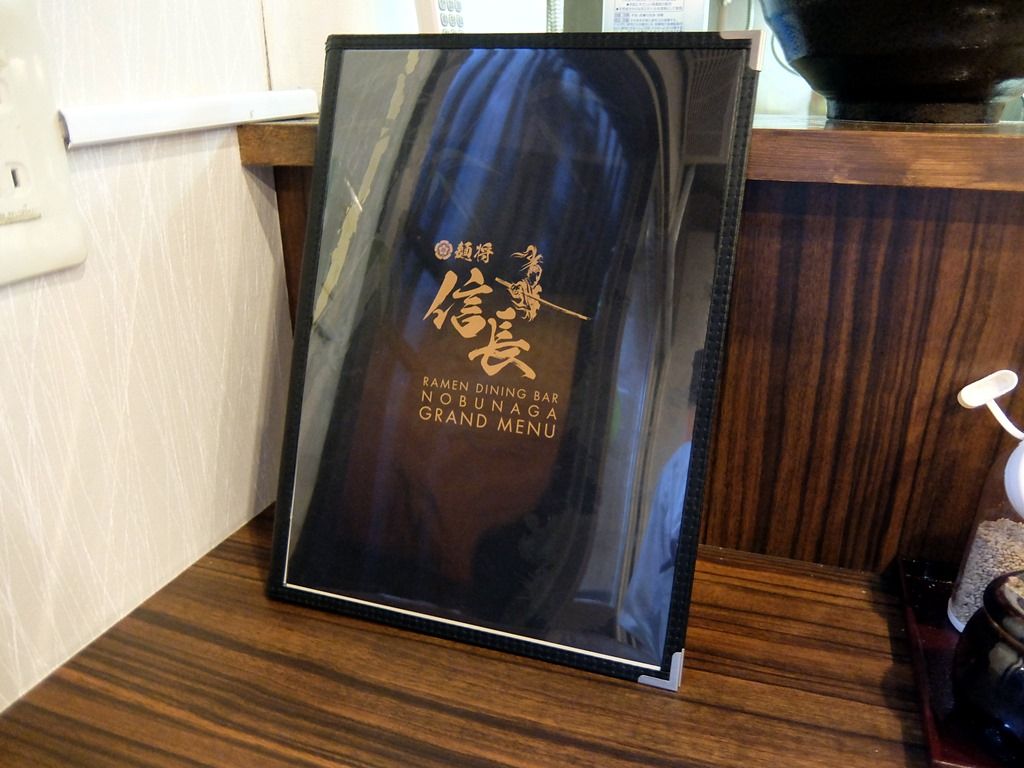 麺将
信長
RAMEN DINING BAR
NOBUNAGA
GRAND MENU